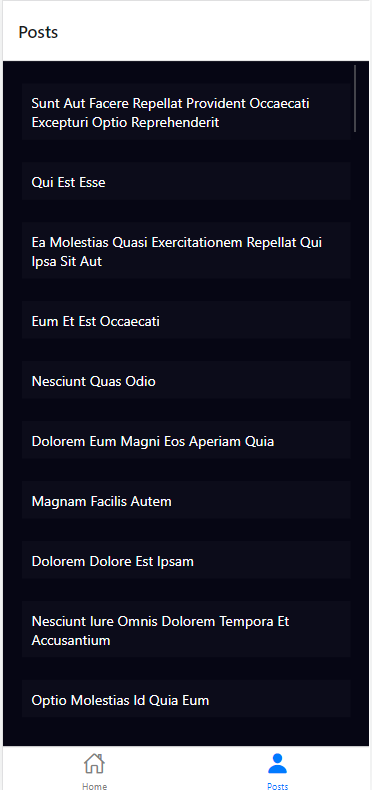 Posts
Sunt Aut Facere Repellat Provident Occaecati
Excepturi Optio Reprehenderit
Qui Est Esse
Ea Molestias Quasi Exercitationem Repellat Qui
Ipsa Sit Aut
Eum Et Est Occaecati
Nesciunt Quas Odio
Dolorem Eum Magni Eos Aperiam Quia
Magnam Facilis Autem
Dolorem Dolore Est Ipsam
Nesciunt Iure Omnis Dolorem Tempora Et
Accusantium
Optio Molestias Id Quia Eum
Home
Posts